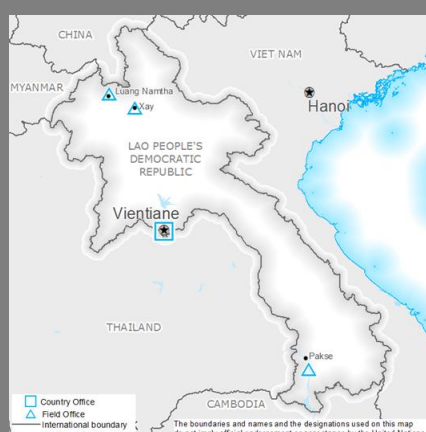 CHINA
VIET NAM
MYANMAR
Luang Namtha
Xay
Hanoi
LAO PEOPLE'S
DEMOCRATIC
REPUBLIC
Vientiane
THAILAND
Pakse
CAMBODIA
Country Office
Field Office
International boundary
The boundaries and names and the designations used on this map